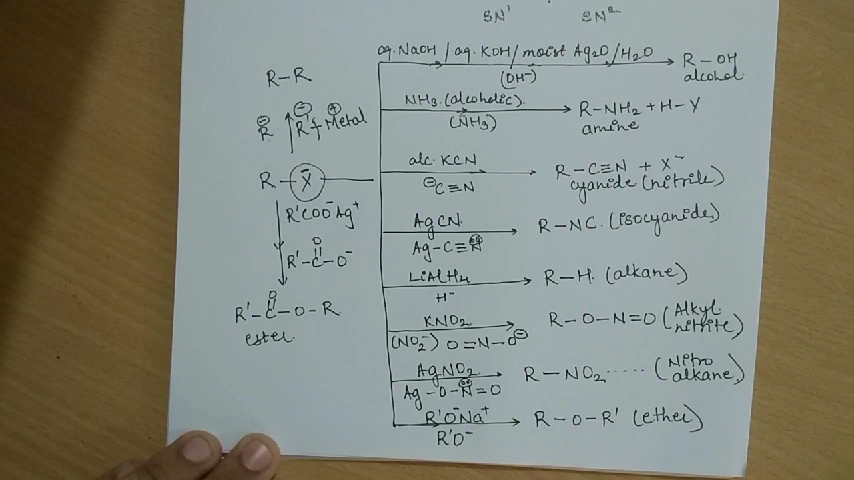 SN¹ SN²
aq. NaOH / aq. KOH / moist Ag2O / H2O
(OH⁻)
R–OH
alcohol
NH3 (alcoholic)
(NH3)
R–NH2 + H–X
amine
alc. KCN
⊖C≡N
R–C≡N + X⁻
cyanide (nitrile)
AgCN
Ag–C≡N̈
R–NC (isocyanide)
LiAlH4
H⁻
R–H (alkane)
KNO2
(NO2⁻) O=N–O⊖
R–O–N=O (Alkyl
nitrite)
AgNO2
Ag–O–N̈=O
R–NO2 ...... (Nitro
alkane)
R'O⁻Na⁺
R'O⁻
R–O–R' (ether)
R–R
R⊖ R'⊖ + Metal⊕
R–X
R'COO⁻Ag⁺
O
R'–C–O⁻
O
R'–C–O–R
ester